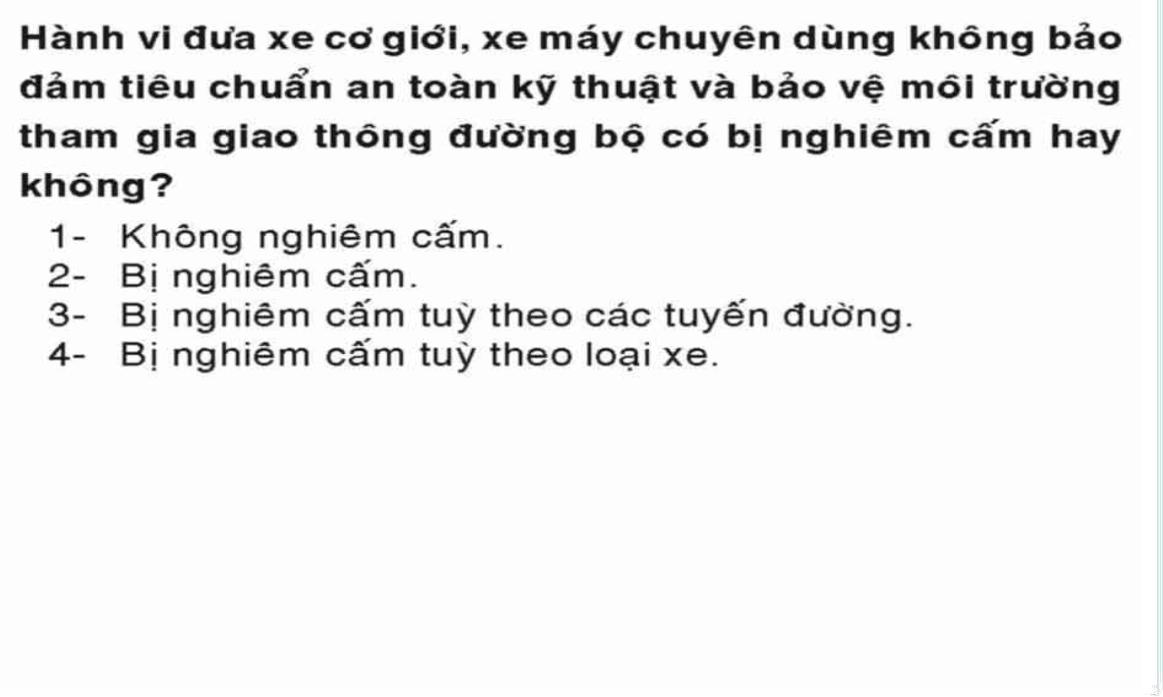 Hành vi đưa xe cơ giới, xe máy chuyên dùng không bảo
đảm tiêu chuẩn an toàn kỹ thuật và bảo vệ môi trường
tham gia giao thông đường bộ có bị nghiêm cấm hay
không?
1- Không nghiêm cấm.
2- Bị nghiêm cấm.
3- Bị nghiêm cấm tuỳ theo các tuyến đường.
4- Bị nghiêm cấm tuỳ theo loại xe.